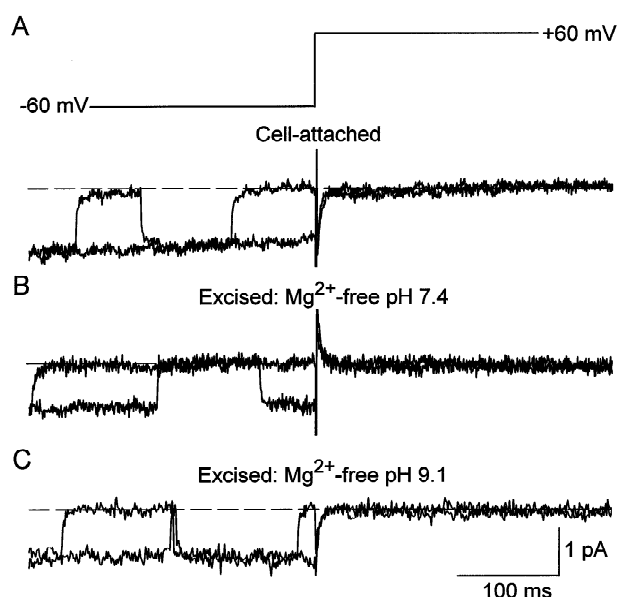 A
+60 mV
-60 mV
Cell-attached
B
Excised: Mg²⁺-free pH 7.4
C
Excised: Mg²⁺-free pH 9.1
1 pA
100 ms